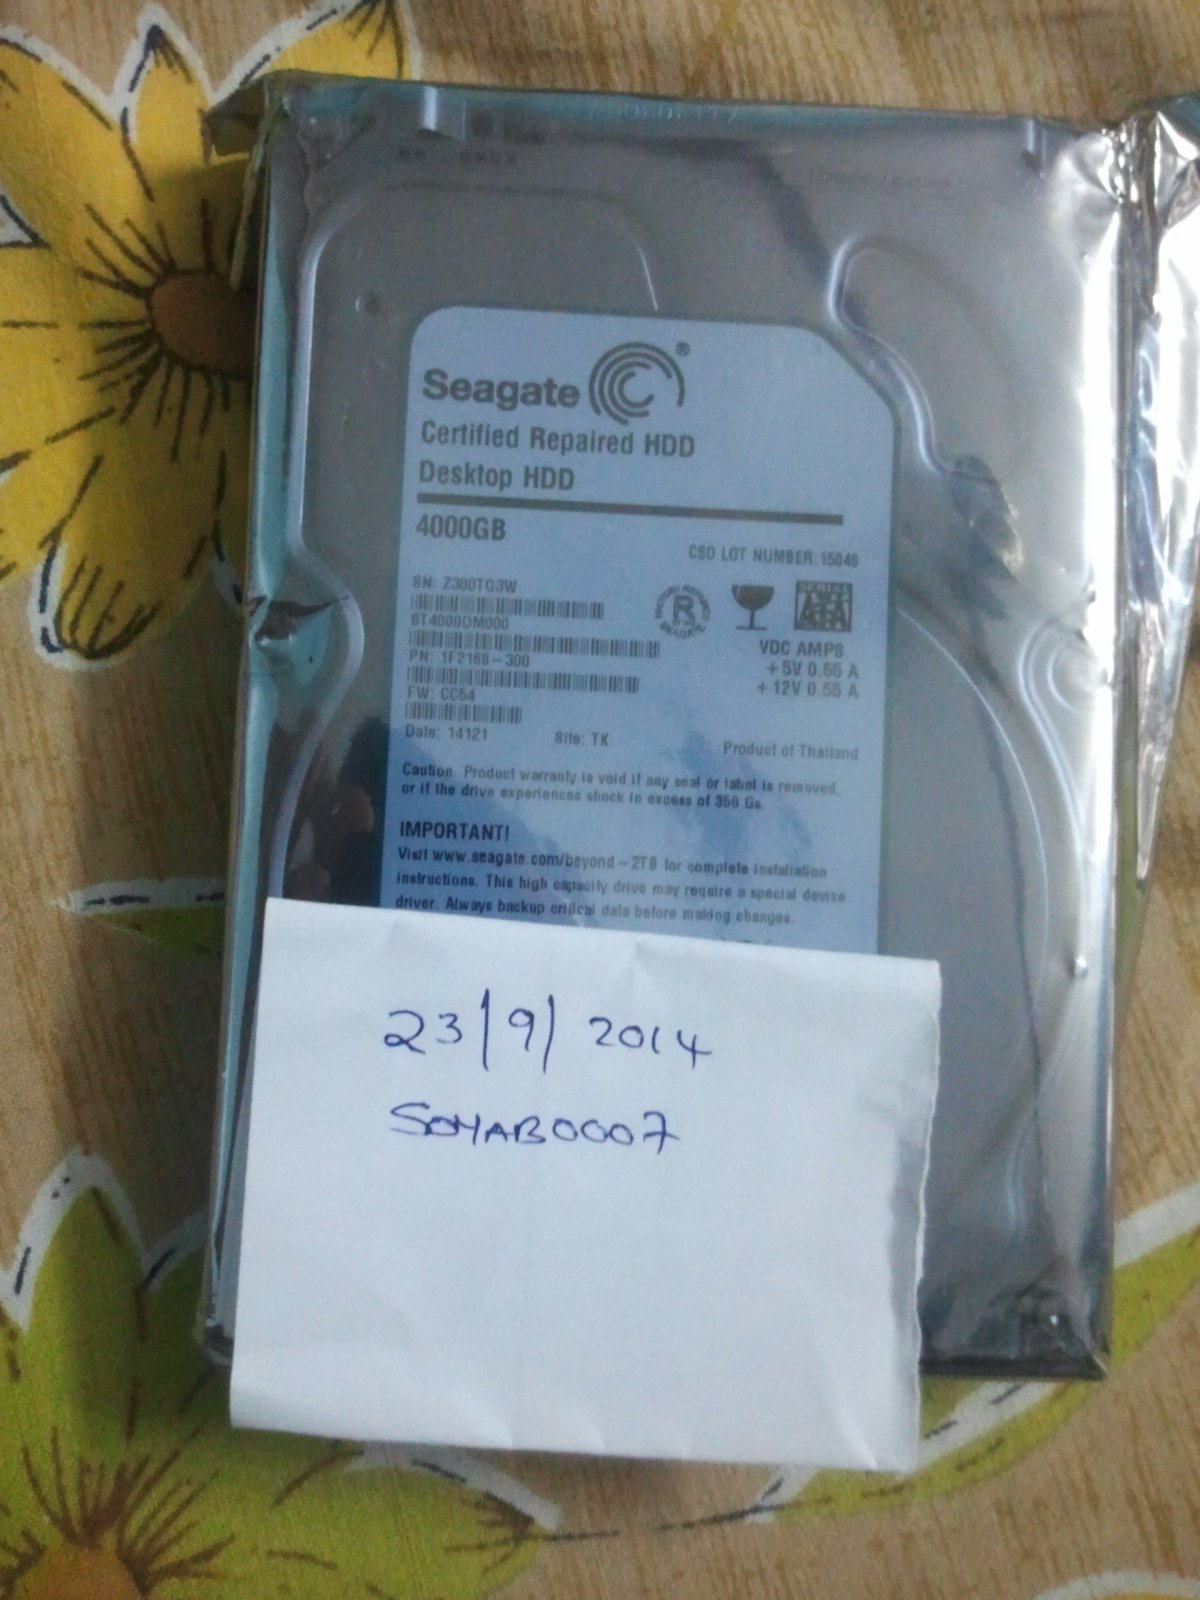 Seagate ®
Certified Repaired HDD
Desktop HDD
4000GB
CSO LOT NUMBER: 15046
SN: Z300TQ3W
ST4000DM000
PN: 1F2168-300
FW: CC54
Date: 14121 Site: TK
R
SERIAL
ATA
VDC AMPS
+5V 0.55 A
+12V 0.55 A
Product of Thailand
Caution: Product warranty is void if any seal or label is removed,
or if the drive experiences shock in excess of 350 Gs.
IMPORTANT!
Visit www.seagate.com/beyond-2TB for complete installation
instructions. This high capacity drive may require a special device
driver. Always backup critical data before making changes.
23/9/2014
SOYAB0007